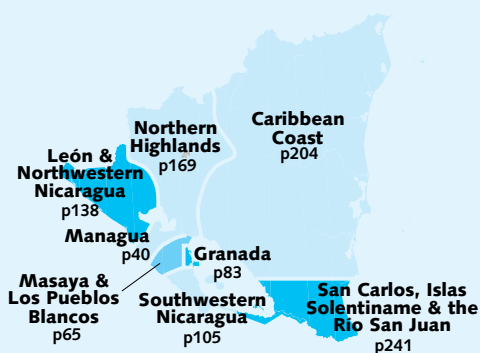 Northern
Highlands
p169
Caribbean
Coast
p204
León &
Northwestern
Nicaragua
p138
Managua
p40
Granada
p83
Masaya &
Los Pueblos
Blancos
p65
Southwestern
Nicaragua
p105
San Carlos, Islas
Solentiname & the
Río San Juan
p241